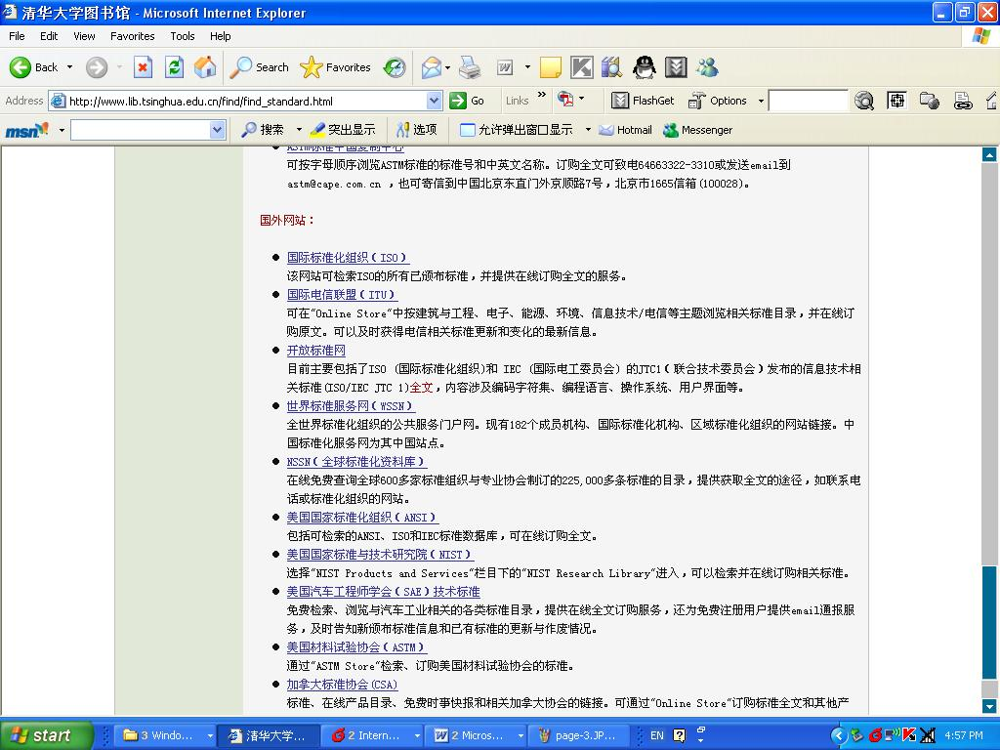 清华大学图书馆 - Microsoft Internet Explorer
File Edit View Favorites Tools Help
Back Search Favorites
Address http://www.lib.tsinghua.edu.cn/find/find_standard.html Go Links » FlashGet Options
msn 搜索 突出显示 选项 允许弹出窗口显示 Hotmail Messenger
ASTM标准中国复制中心
可按字母顺序浏览ASTM标准的标准号和中英文名称。订购全文可致电64663322-3310或发送email到
astm@cape.com.cn ，也可寄信到中国北京东直门外京顺路7号，北京市1665信箱(100028)。
国外网站：
国际标准化组织（ISO）
该网站可检索ISO的所有已颁布标准，并提供在线订购全文的服务。
国际电信联盟（ITU）
可在"Online Store"中按建筑与工程、电子、能源、环境、信息技术/电信等主题浏览相关标准目录，并在线订
购原文。可以及时获得电信相关标准更新和变化的最新信息。
开放标准网
目前主要包括了ISO (国际标准化组织)和 IEC (国际电工委员会) 的JTC1（联合技术委员会）发布的信息技术相
关标准(ISO/IEC JTC 1)全文，内容涉及编码字符集、编程语言、操作系统、用户界面等。
世界标准服务网（WSSN）
全世界标准化组织的公共服务门户网。现有182个成员机构、国际标准化机构、区域标准化组织的网站链接。中
国标准化服务网为其中国站点。
NSSN（全球标准化资料库）
在线免费查询全球600多家标准组织与专业协会制订的225,000多条标准的目录，提供获取全文的途径，如联系电
话或标准化组织的网站。
美国国家标准化组织（ANSI）
包括可检索的ANSI、ISO和IEC标准数据库，可在线订购全文。
美国国家标准与技术研究院（NIST）
选择"NIST Products and Services"栏目下的"NIST Research Library"进入，可以检索并在线订购相关标准。
美国汽车工程师学会（SAE）技术标准
免费检索、浏览与汽车工业相关的各类标准目录，提供在线全文订购服务，还为免费注册用户提供email通报服
务，及时告知新颁布标准信息和已有标准的更新与作废情况。
美国材料试验协会（ASTM）
通过"ASTM Store"检索、订购美国材料试验协会的标准。
加拿大标准协会(CSA)
标准、在线产品目录、免费时事快报和相关加拿大协会的链接。可通过"Online Store"订购标准全文和其他产
start 3 Windo... 清华大学... 2 Intern... 2 Micros... page-3.JP... EN 4:57 PM